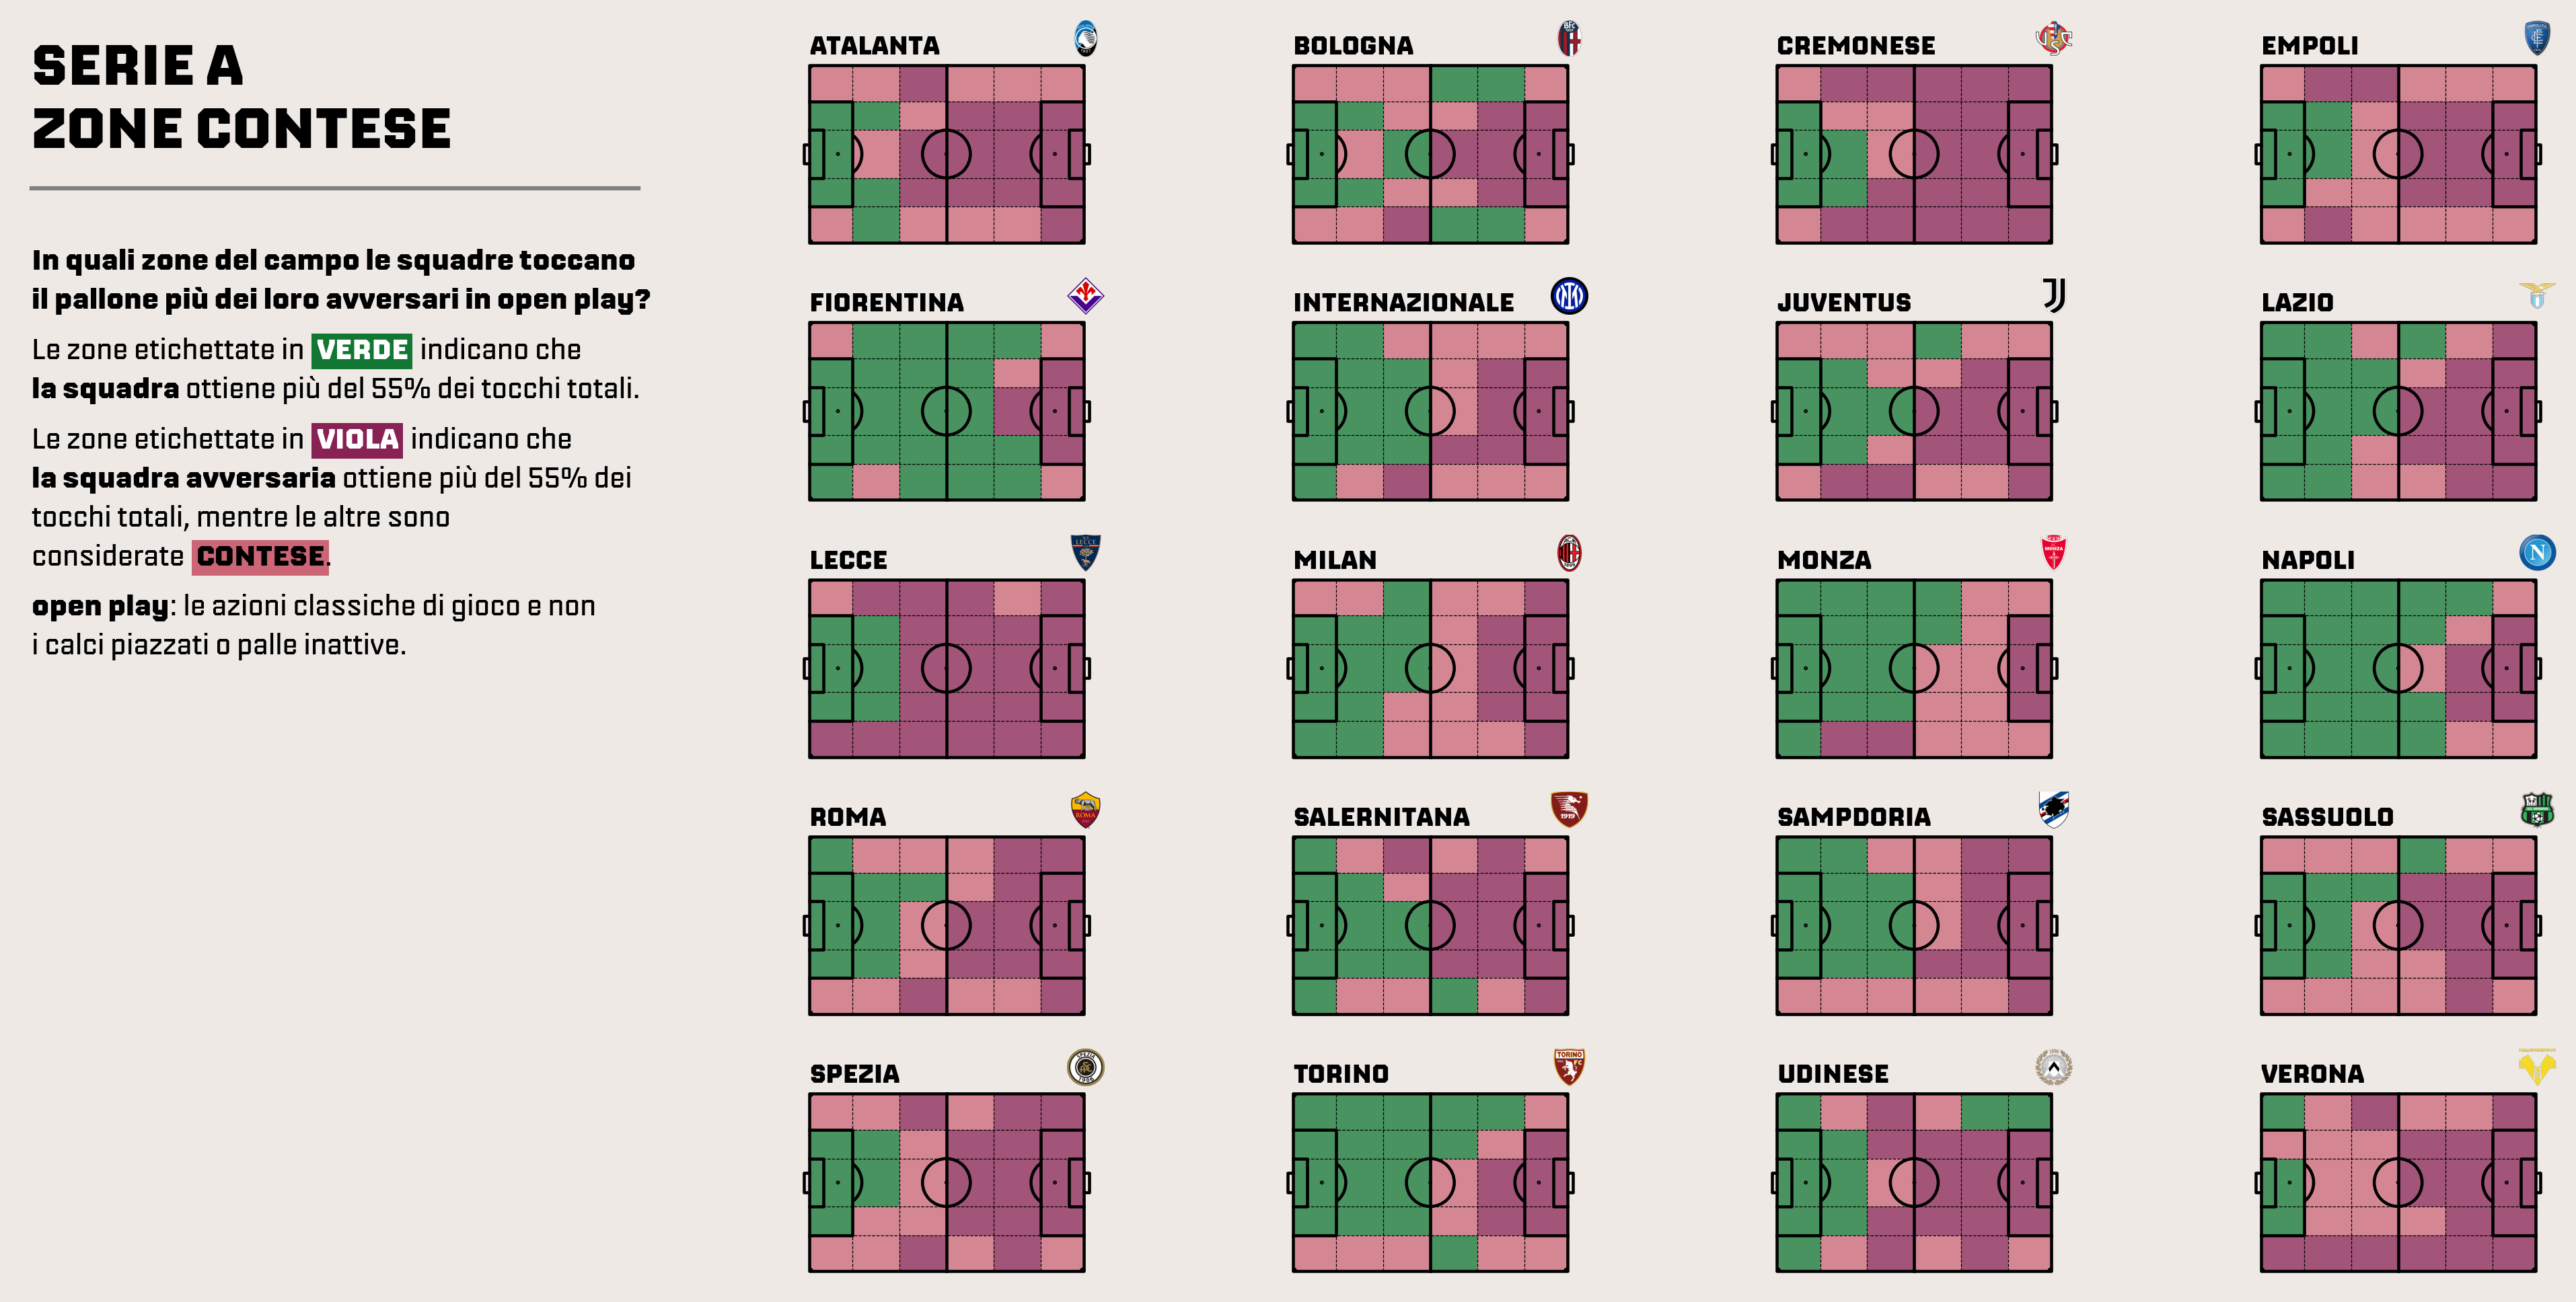 SERIE A
ZONE CONTESE
In quali zone del campo le squadre toccano
il pallone più dei loro avversari in open play?
Le zone etichettate in VERDE indicano che
la squadra ottiene più del 55% dei tocchi totali.
Le zone etichettate in VIOLA indicano che
la squadra avversaria ottiene più del 55% dei
tocchi totali, mentre le altre sono
considerate CONTESE.
open play: le azioni classiche di gioco e non
i calci piazzati o palle inattive.
ATALANTA
BOLOGNA
CREMONESE
EMPOLI
FIORENTINA
INTERNAZIONALE
JUVENTUS
LAZIO
LECCE
MILAN
MONZA
NAPOLI
ROMA
SALERNITANA
SAMPDORIA
SASSUOLO
SPEZIA
TORINO
UDINESE
VERONA